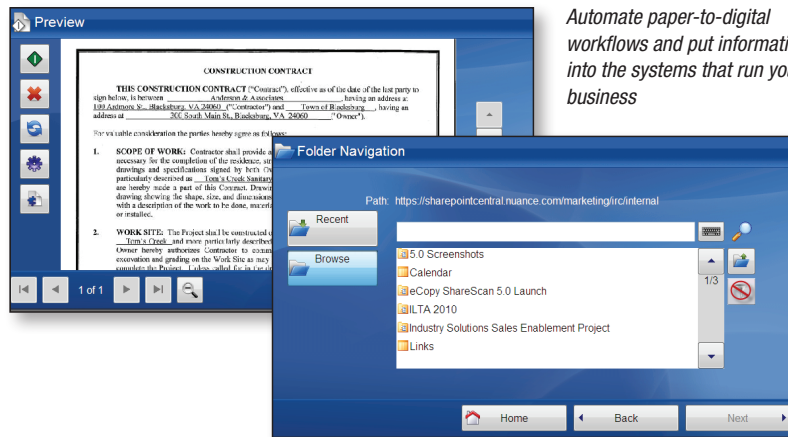 Preview
CONSTRUCTION CONTRACT
THIS CONSTRUCTION CONTRACT ("Contract"), effective as of the date of the last party to
sign below, is between Anderson & Associates, having an address at
100 Ardmore St., Blacksburg, VA 24060 ("Contractor") and Town of Blacksburg, having an
address at 300 South Main St., Blacksburg, VA 24060 ("Owner").
For valuable consideration the parties hereby agree as follows:
1. SCOPE OF WORK: Contractor shall provide
necessary for the completion of the residence,
drawings and specifications signed by both
particularly described as Tom's Creek Sanitary
are hereby made a part of this Contract.
drawing showing the shape, size, and dimensions
with a description of the work to be done,
or installed.
2. WORK SITE: The Project shall be constructed
Tom's Creek and more particularly described
Owner hereby authorizes Contractor to
excavation and grading on the Work Site as may
complete the Project. Unless called for in the
1 of 1
Automate paper-to-digital
workflows and put
into the systems that run
business
Folder Navigation
Path: https://sharepointcentral.nuance.com/marketing/irc/internal
Recent
Browse
5.0 Screenshots
Calendar
eCopy ShareScan 5.0 Launch
ILTA 2010
Industry Solutions Sales Enablement Project
Links
1/3
Home
Back
Next